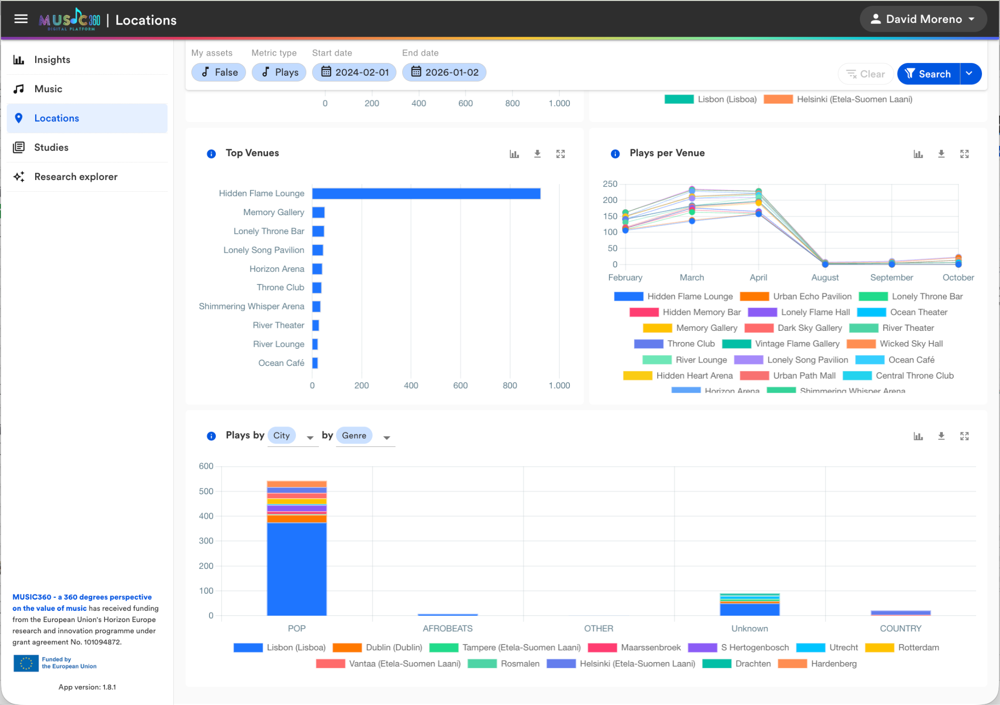 MUSIC360
DIGITAL PLATFORM
| Locations
David Moreno
Insights
Music
Locations
Studies
Research explorer
My assets Metric type Start date End date
False Plays 2024-02-01 2026-01-02
Clear Search
0 200 400 600 800 1.000
Lisbon (Lisboa) Helsinki (Etela-Suomen Laani)
Top Venues
Hidden Flame Lounge
Memory Gallery
Lonely Throne Bar
Lonely Song Pavilion
Horizon Arena
Throne Club
Shimmering Whisper Arena
River Theater
River Lounge
Ocean Café
0 200 400 600 800 1.000
Plays per Venue
250
200
150
100
50
0
February March April August September October
Hidden Flame Lounge Urban Echo Pavilion Lonely Throne Bar
Hidden Memory Bar Lonely Flame Hall Ocean Theater
Memory Gallery Dark Sky Gallery River Theater
Throne Club Vintage Flame Gallery Wicked Sky Hall
River Lounge Lonely Song Pavilion Ocean Café
Hidden Heart Arena Urban Path Mall Central Throne Club
Horizon Arena Shimmering Whisper Arena
Plays by City by Genre
600
500
400
300
200
100
0
POP AFROBEATS OTHER Unknown COUNTRY
Lisbon (Lisboa) Dublin (Dublin) Tampere (Etela-Suomen Laani) Maarssenbroek S Hertogenbosch Utrecht Rotterdam
Vantaa (Etela-Suomen Laani) Rosmalen Helsinki (Etela-Suomen Laani) Drachten Hardenberg
MUSIC360 - a 360 degrees perspective
on the value of music has received funding
from the European Union's Horizon Europe
research and innovation programme under
grant agreement No. 101094872.
Funded by
the European Union
App version: 1.8.1